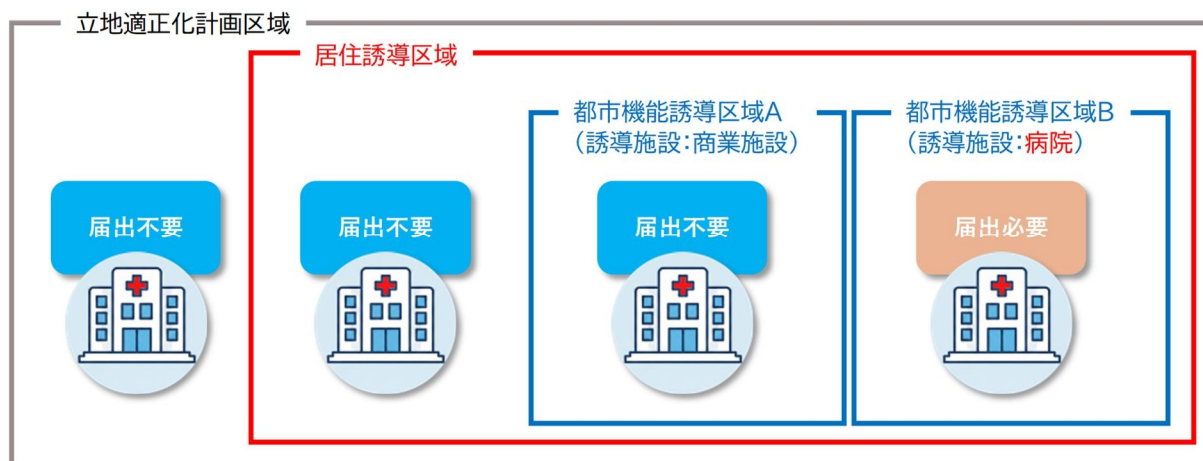 立地適正化計画区域
居住誘導区域
都市機能誘導区域A
（誘導施設：商業施設）
都市機能誘導区域B
（誘導施設：病院）
届出不要
届出不要
届出不要
届出必要